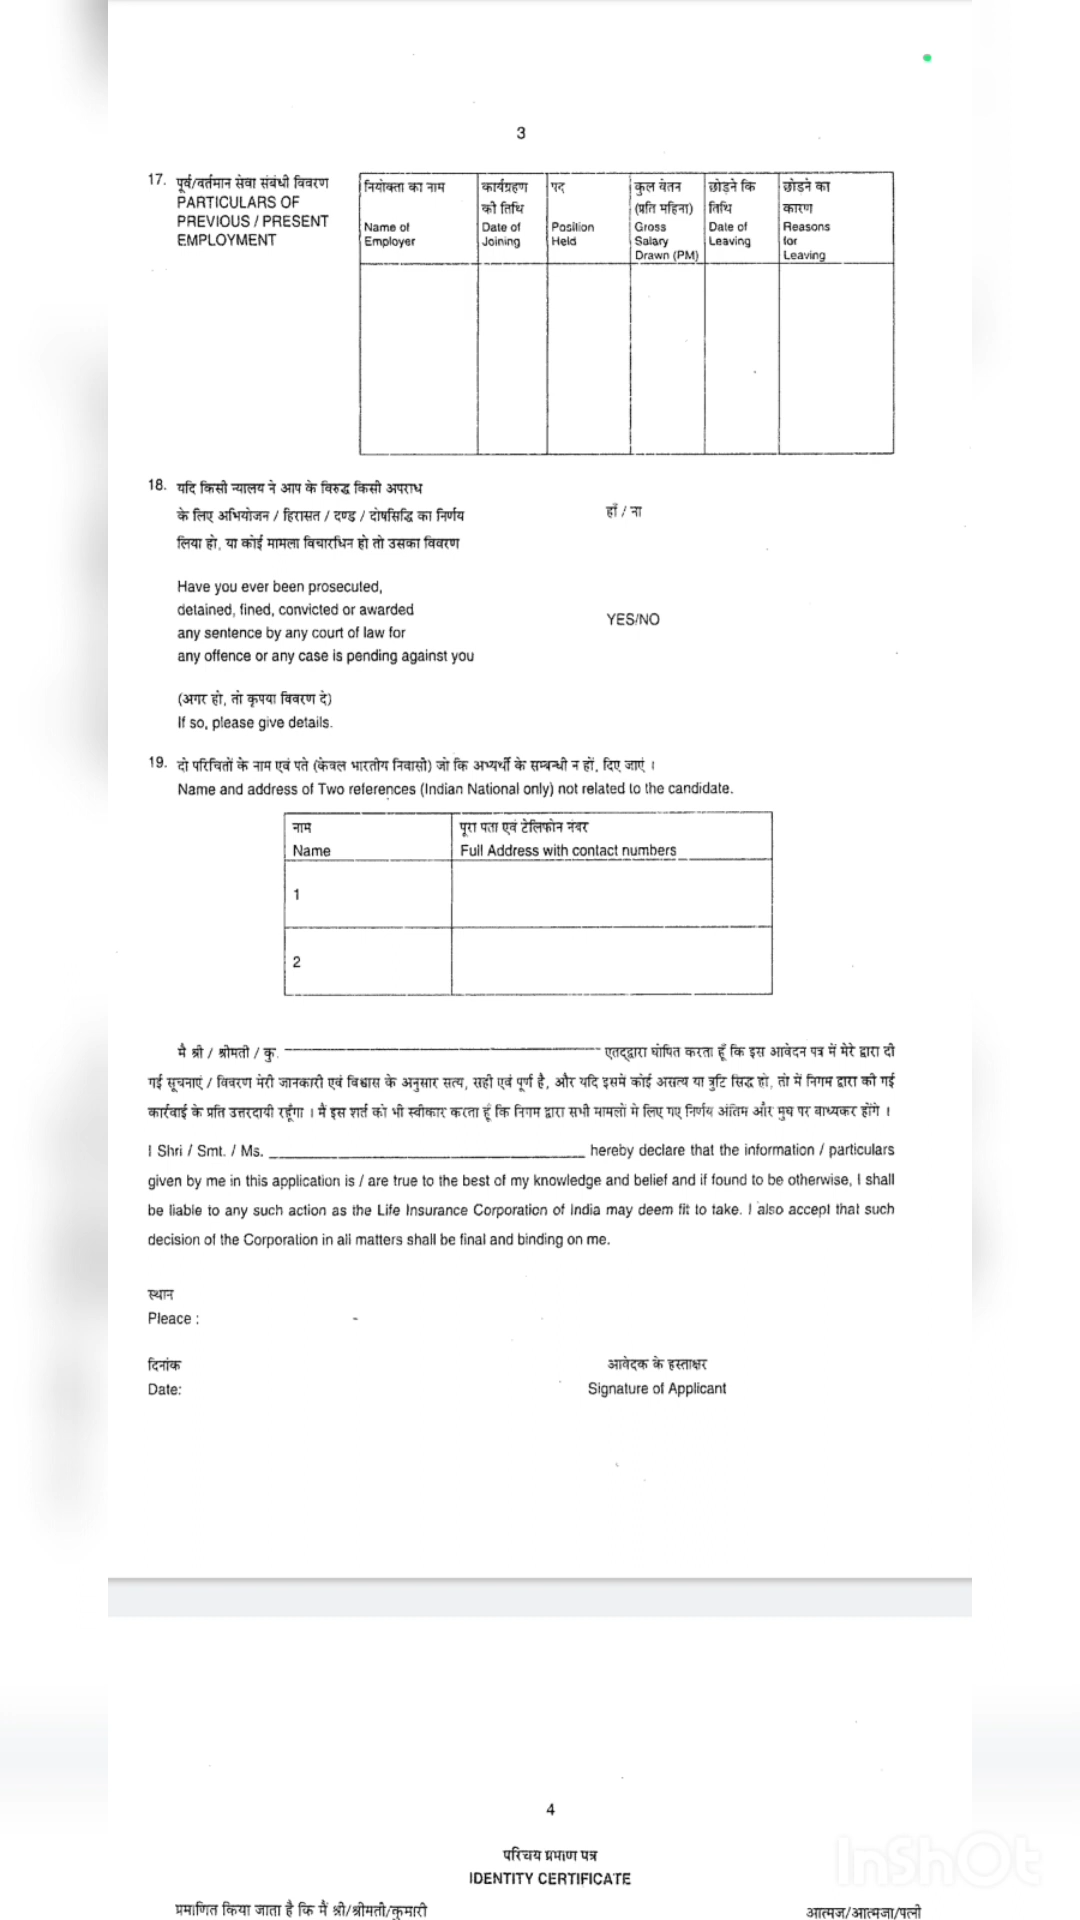 3
17. पूर्व/वर्तमान सेवा संबंधी विवरण
PARTICULARS OF
PREVIOUS / PRESENT
EMPLOYMENT
नियोक्ता का नाम
Name of
Employer
कार्यग्रहण
की तिथि
Date of
Joining
पद
Position
Held
कुल वेतन
(प्रति महिना)
Gross
Salary
Drawn (PM)
छोड़ने कि
तिथि
Date of
Leaving
छोडने का
कारण
Reasons
for
Leaving
18. यदि किसी न्यालय ने आप के विरुद्ध किसी अपराध
के लिए अभियोजन / हिरासत / दण्ड / दोषसिद्धि का निर्णय
लिया हो, या कोई मामला विचारधिन हो तो उसका विवरण
हाँ / ना
Have you ever been prosecuted,
detained, fined, convicted or awarded
any sentence by any court of law for
any offence or any case is pending against you
YES/NO
(अगर हो, तो कृपया विवरण दे)
If so, please give details.
19. दो परिचितों के नाम एवं पते (केवल भारतीय निवासी) जो कि अभ्यर्थी के सम्बन्धी न हों, दिए जाएं ।
Name and address of Two references (Indian National only) not related to the candidate.
नाम
Name
पूरा पता एवं टेलिफोन नंबर
Full Address with contact numbers
1
2
मै श्री / श्रीमती / कु. एतद्द्वारा घोषित करता हूँ कि इस आवेदन पत्र में मेरे द्वारा दी
गई सूचनाएं / विवरण मेरी जानकारी एवं विश्वास के अनुसार सत्य, सही एवं पूर्ण है, और यदि इसमे कोई असत्य या त्रुटि सिद्ध हो, तो में निगम द्वारा की गई
कार्रवाई के प्रति उत्तरदायी रहूँगा । मैं इस शर्त को भी स्वीकार करता हूँ कि निगम द्वारा सभी मामलों मे लिए गए निर्णय अंतिम और मुच पर बाध्यकर होंगे ।
I Shri / Smt. / Ms. hereby declare that the information / particulars
given by me in this application is / are true to the best of my knowledge and belief and if found to be otherwise, I shall
be liable to any such action as the Life Insurance Corporation of India may deem fit to take. I also accept that such
decision of the Corporation in all matters shall be final and binding on me.
स्थान
Pleace :
दिनांक
Date:
आवेदक के हस्ताक्षर
Signature of Applicant
4
परिचय प्रमाण पत्र
IDENTITY CERTIFICATE
प्रमाणित किया जाता है कि मैं श्री/श्रीमती/कुमारी आत्मज/आत्मजा/पत्नी
InShOt